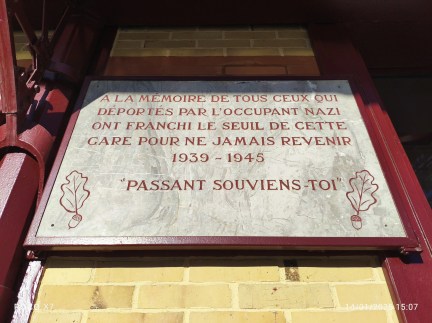 A LA MÉMOIRE DE TOUS CEUX QUI
DÉPORTÉS PAR L'OCCUPANT NAZI
ONT FRANCHI LE SEUIL DE CETTE
GARE POUR NE JAMAIS REVENIR
1939 - 1945
"PASSANT SOUVIENS-TOI"